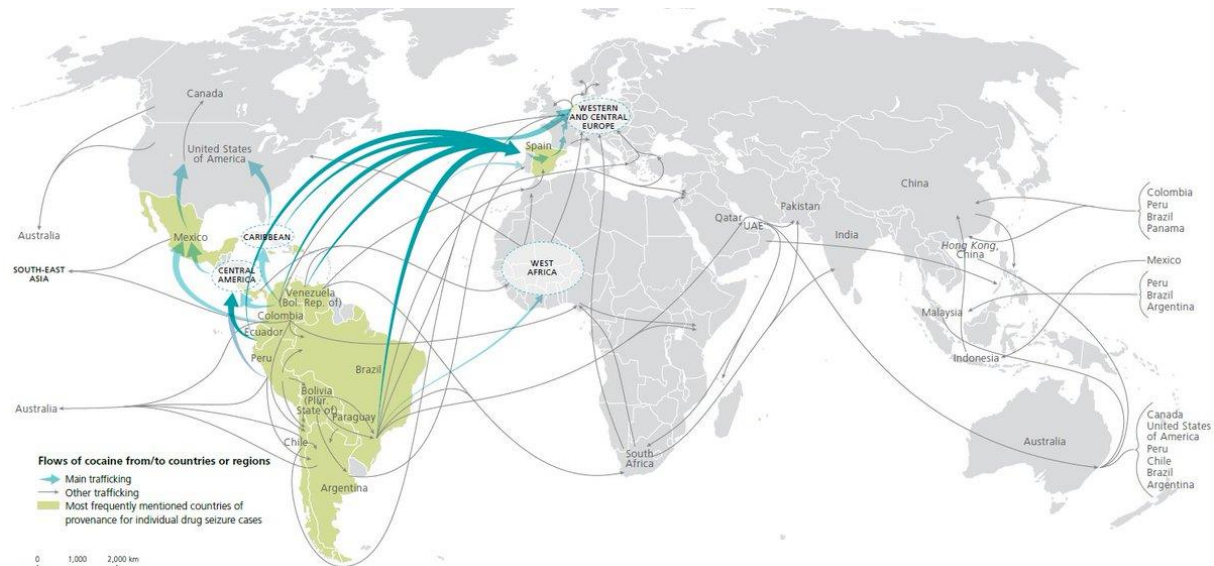 Canada
United States
of America
Australia
SOUTH-EAST
ASIA
Mexico
CARIBBEAN
CENTRAL
AMERICA
Venezuela
(Bol. Rep. of)
Colombia
Ecuador
Peru
Brazil
Bolivia
(Plur.
State of)
Paraguay
Chile
Argentina
Australia
WESTERN
AND CENTRAL
EUROPE
Spain
WEST
AFRICA
South
Africa
Qatar
UAE
Pakistan
India
China
Hong Kong,
China
Malaysia
Indonesia
Australia
Colombia
Peru
Brazil
Panama
Mexico
Peru
Brazil
Argentina
Canada
United States
of America
Peru
Chile
Brazil
Argentina
Flows of cocaine from/to countries or regions
Main trafficking
Other trafficking
Most frequently mentioned countries of
provenance for individual drug seizure cases
0 1,000 2,000 km